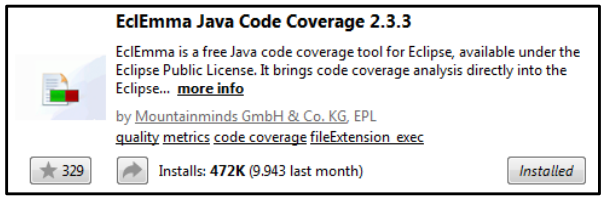 EclEmma Java Code Coverage 2.3.3
EclEmma is a free Java code coverage tool for Eclipse, available under the
Eclipse Public License. It brings code coverage analysis directly into the
Eclipse... more info
by Mountainminds GmbH & Co. KG, EPL
quality metrics code coverage fileExtension_exec
329 Installs: 472K (9.943 last month) Installed